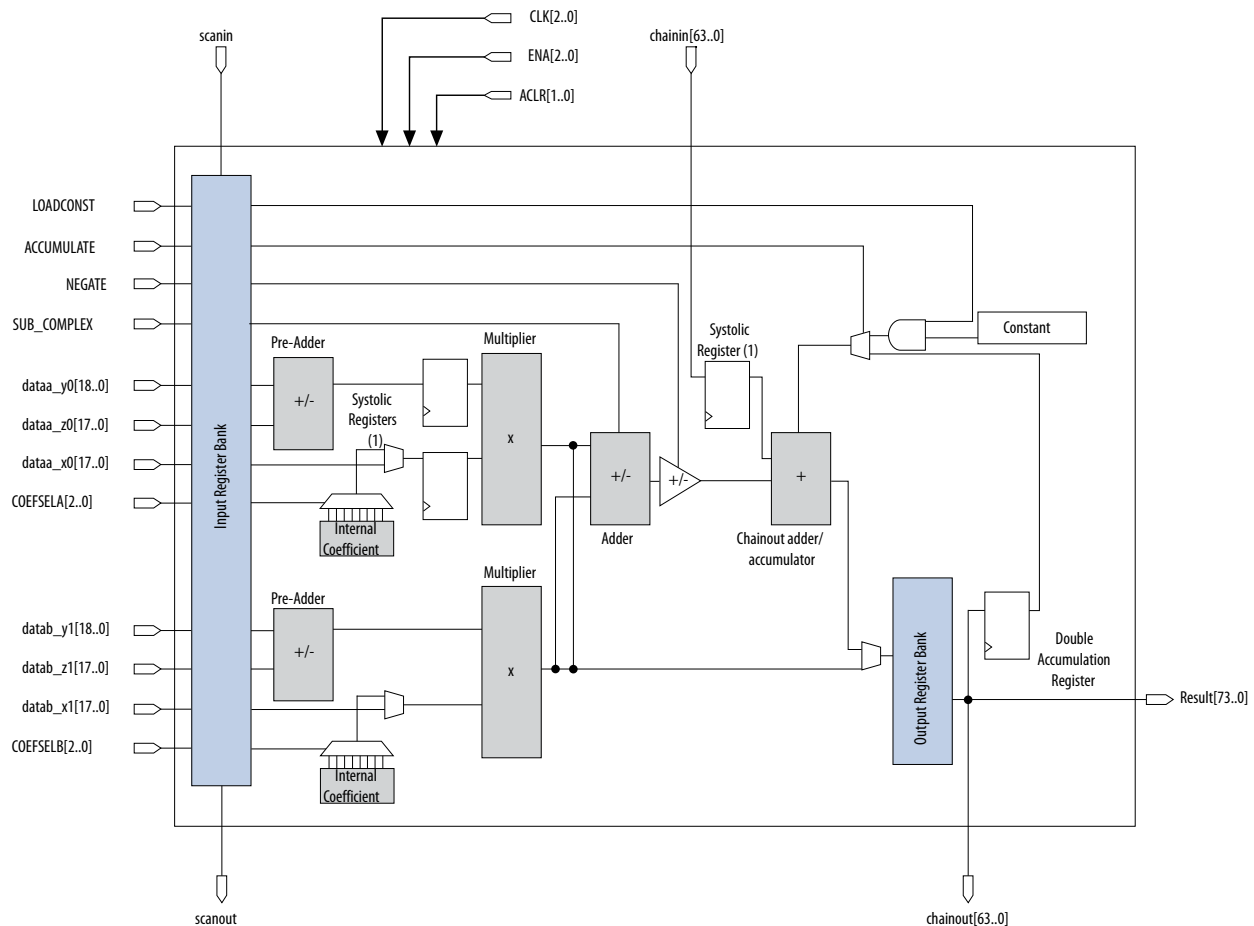 CLK[2..0]
scanin
chainin[63..0]
ENA[2..0]
ACLR[1..0]
LOADCONST
ACCUMULATE
NEGATE
SUB_COMPLEX
dataa_y0[18..0]
dataa_z0[17..0]
dataa_x0[17..0]
COEFSELA[2..0]
datab_y1[18..0]
datab_z1[17..0]
datab_x1[17..0]
COEFSELB[2..0]
Input Register Bank
Pre-Adder
+/-
Systolic
Registers
(1)
Internal
Coefficient
Multiplier
x
Pre-Adder
+/-
Internal
Coefficient
Multiplier
x
+/-
Adder
+/-
Systolic
Register (1)
+
Chainout adder/
accumulator
Constant
Output Register Bank
Double
Accumulation
Register
Result[73..0]
scanout
chainout[63..0]